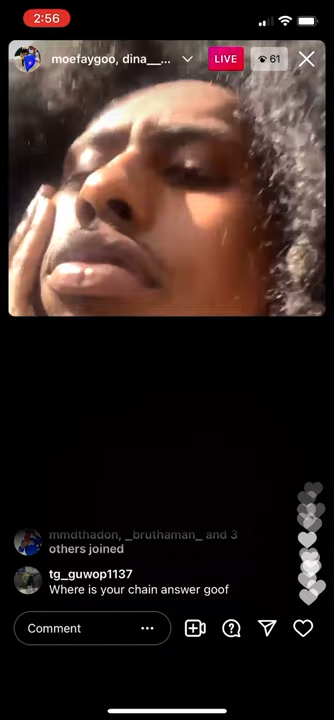 2:56
moefaygoo, dina__...
LIVE
61
mmdthadon, _bruthaman_ and 3
others joined
tg_guwop1137
Where is your chain answer goof
Comment